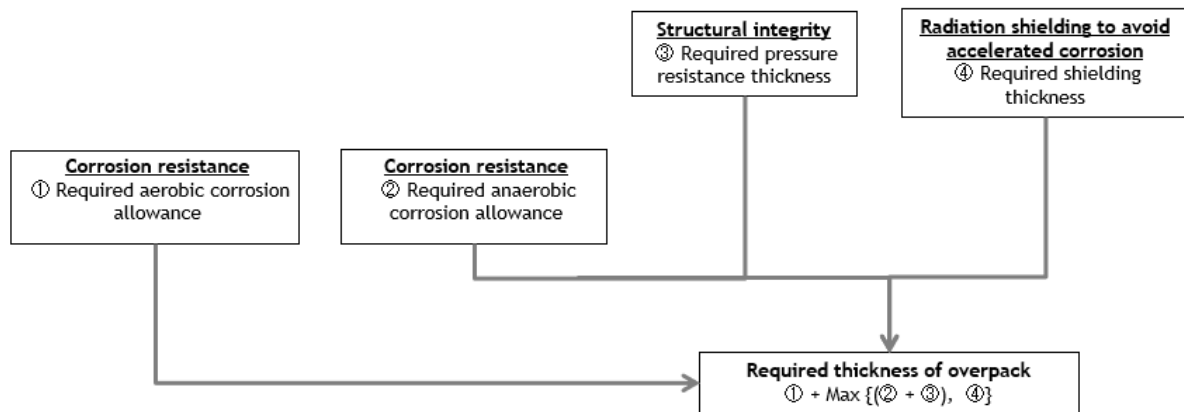 Structural integrity
③ Required pressure
resistance thickness
Radiation shielding to avoid
accelerated corrosion
④ Required shielding
thickness
Corrosion resistance
① Required aerobic corrosion
allowance
Corrosion resistance
② Required anaerobic
corrosion allowance
Required thickness of overpack
① + Max {(② + ③), ④}